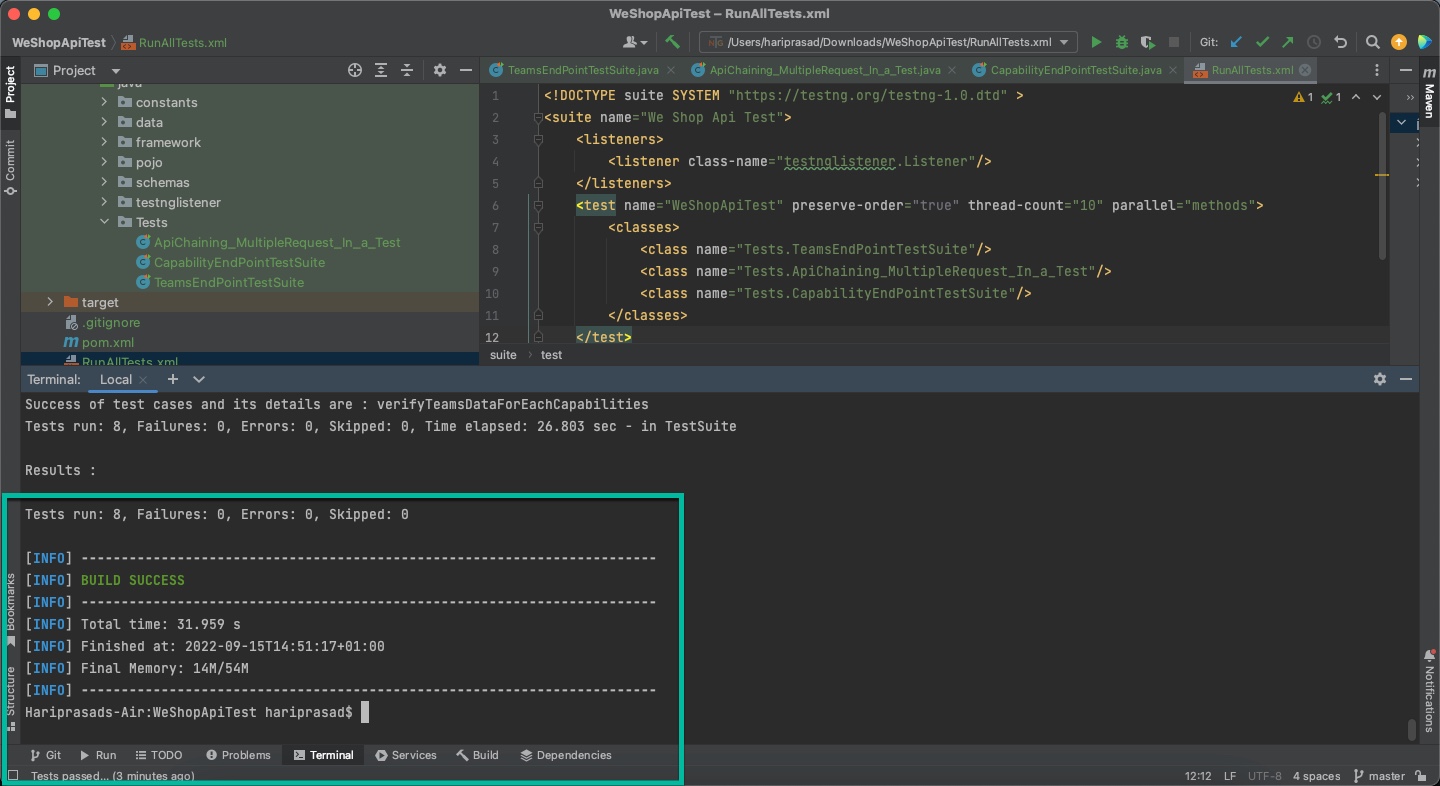 WeShopApiTest – RunAllTests.xml
WeShopApiTest
RunAllTests.xml
/Users/hariprasad/Downloads/WeShopApiTest/RunAllTests.xml
Git:
Project
Project
TeamsEndPointTestSuite.java
ApiChaining_MultipleRequest_In_a_Test.java
CapabilityEndPointTestSuite.java
RunAllTests.xml
m
Maven
java
constants
data
framework
pojo
schemas
testnglistener
Tests
ApiChaining_MultipleRequest_In_a_Test
CapabilityEndPointTestSuite
TeamsEndPointTestSuite
target
.gitignore
m pom.xml
RunAllTests.xml
Commit
1 <!DOCTYPE suite SYSTEM "https://testng.org/testng-1.0.dtd" >
2 <suite name="We Shop Api Test">
3 <listeners>
4 <listener class-name="testnglistener.Listener"/>
5 </listeners>
6 <test name="WeShopApiTest" preserve-order="true" thread-count="10" parallel="methods">
7 <classes>
8 <class name="Tests.TeamsEndPointTestSuite"/>
9 <class name="Tests.ApiChaining_MultipleRequest_In_a_Test"/>
10 <class name="Tests.CapabilityEndPointTestSuite"/>
11 </classes>
12 </test>
1 1
suite › test
Terminal: Local
Success of test cases and its details are : verifyTeamsDataForEachCapabilities
Tests run: 8, Failures: 0, Errors: 0, Skipped: 0, Time elapsed: 26.803 sec - in TestSuite
Results :
Tests run: 8, Failures: 0, Errors: 0, Skipped: 0
[INFO] ------------------------------------------------------------------------
[INFO] BUILD SUCCESS
[INFO] ------------------------------------------------------------------------
[INFO] Total time: 31.959 s
[INFO] Finished at: 2022-09-15T14:51:17+01:00
[INFO] Final Memory: 14M/54M
[INFO] ------------------------------------------------------------------------
Hariprasads-Air:WeShopApiTest hariprasad$
Bookmarks
Structure
Notifications
Git Run TODO Problems Terminal Services Build Dependencies
Tests passed... (3 minutes ago)
12:12 LF UTF-8 4 spaces master